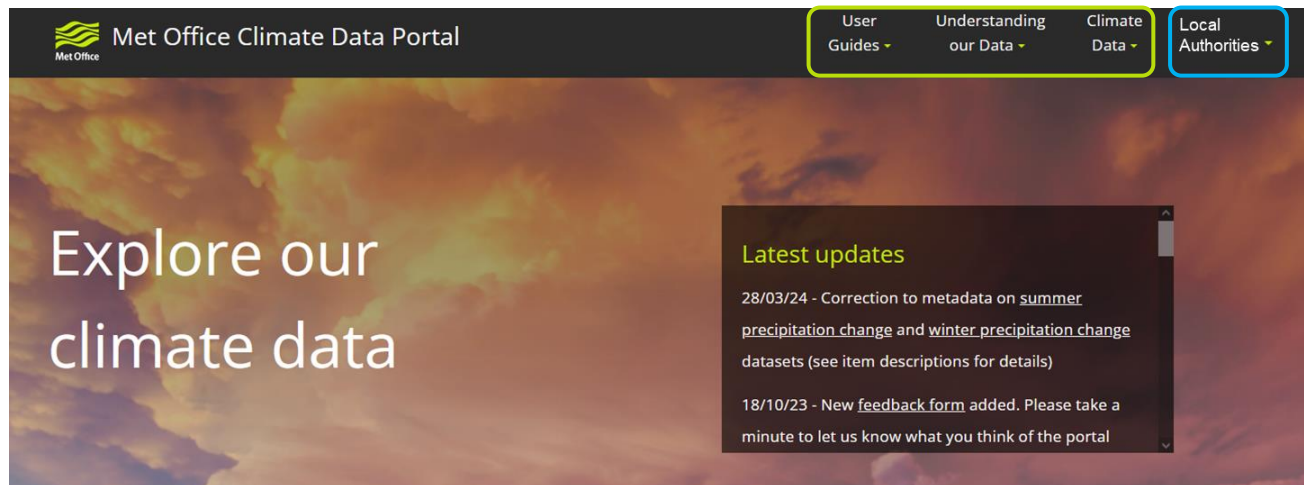 Met Office
Met Office Climate Data Portal
User
Guides
Understanding
our Data
Climate
Data
Local
Authorities
Explore our
climate data
Latest updates
28/03/24 - Correction to metadata on summer
precipitation change and winter precipitation change
datasets (see item descriptions for details)
18/10/23 - New feedback form added. Please take a
minute to let us know what you think of the portal